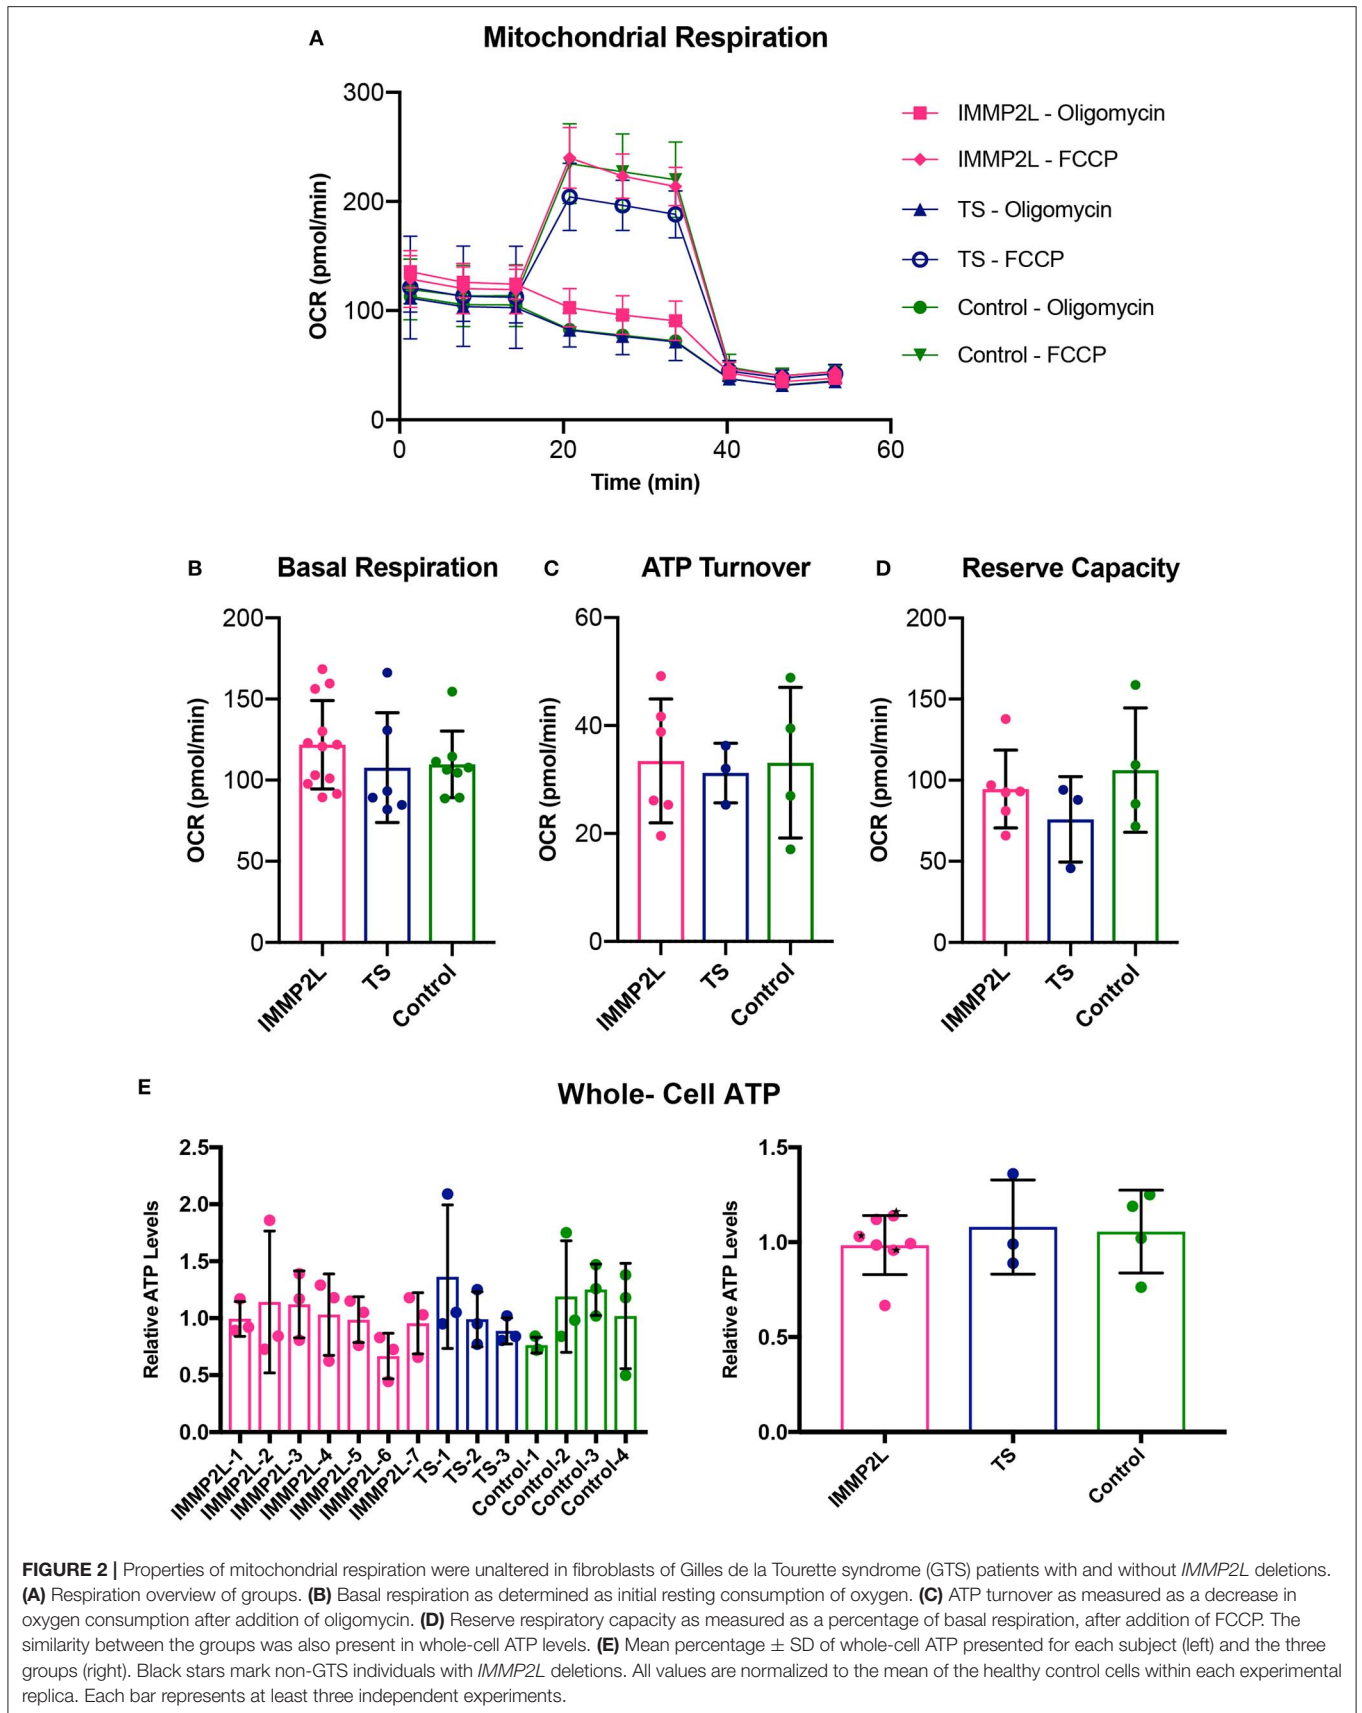 A
Mitochondrial Respiration
300
200
100
0
OCR (pmol/min)
0 20 40 60
Time (min)
IMMP2L - Oligomycin
IMMP2L - FCCP
TS - Oligomycin
TS - FCCP
Control - Oligomycin
Control - FCCP
B
Basal Respiration
200
150
100
50
0
OCR (pmol/min)
IMMP2L
TS
Control
C
ATP Turnover
60
40
20
0
OCR (pmol/min)
IMMP2L
TS
Control
D
Reserve Capacity
200
150
100
50
0
OCR (pmol/min)
IMMP2L
TS
Control
E
Whole- Cell ATP
2.5
2.0
1.5
1.0
0.5
0.0
Relative ATP Levels
IMMP2L-1
IMMP2L-2
IMMP2L-3
IMMP2L-4
IMMP2L-5
IMMP2L-6
IMMP2L-7
TS-1
TS-2
TS-3
Control-1
Control-2
Control-3
Control-4
1.5
1.0
0.5
0.0
Relative ATP Levels
IMMP2L
TS
Control
FIGURE 2 | Properties of mitochondrial respiration were unaltered in fibroblasts of Gilles de la Tourette syndrome (GTS) patients with and without IMMP2L deletions.
(A) Respiration overview of groups. (B) Basal respiration as determined as initial resting consumption of oxygen. (C) ATP turnover as measured as a decrease in
oxygen consumption after addition of oligomycin. (D) Reserve respiratory capacity as measured as a percentage of basal respiration, after addition of FCCP. The
similarity between the groups was also present in whole-cell ATP levels. (E) Mean percentage ± SD of whole-cell ATP presented for each subject (left) and the three
groups (right). Black stars mark non-GTS individuals with IMMP2L deletions. All values are normalized to the mean of the healthy control cells within each experimental
replica. Each bar represents at least three independent experiments.